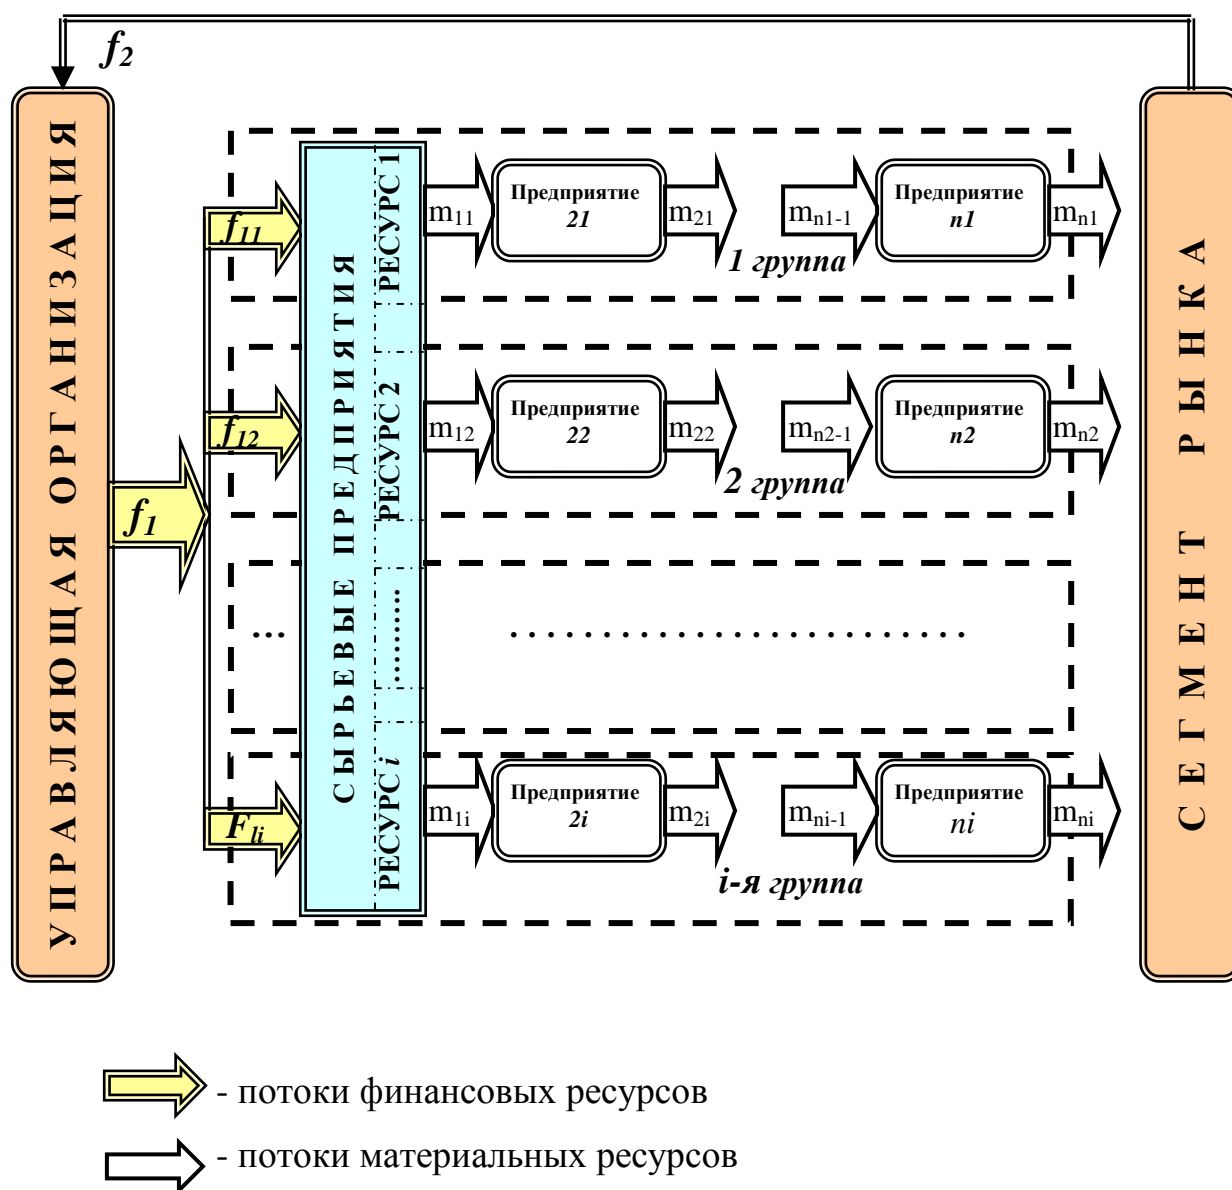 f2
УПРАВЛЯЮЩАЯ ОРГАНИЗАЦИЯ
f1
f11
f12
...
Fli
СЫРЬЕВЫЕ ПРЕДПРИЯТИЯ
РЕСУРС 1
РЕСУРС 2
..........
РЕСУРС i
m11
Предприятие
21
m21
mn1-1
Предприятие
n1
mn1
1 группа
m12
Предприятие
22
m22
mn2-1
Предприятие
n2
mn2
2 группа
. . . . . . . . . . . . . . . . . . . . . . . . . . .
m1i
Предприятие
2i
m2i
mni-1
Предприятие
ni
mni
i-я группа
СЕГМЕНТ РЫНКА
- потоки финансовых ресурсов
- потоки материальных ресурсов